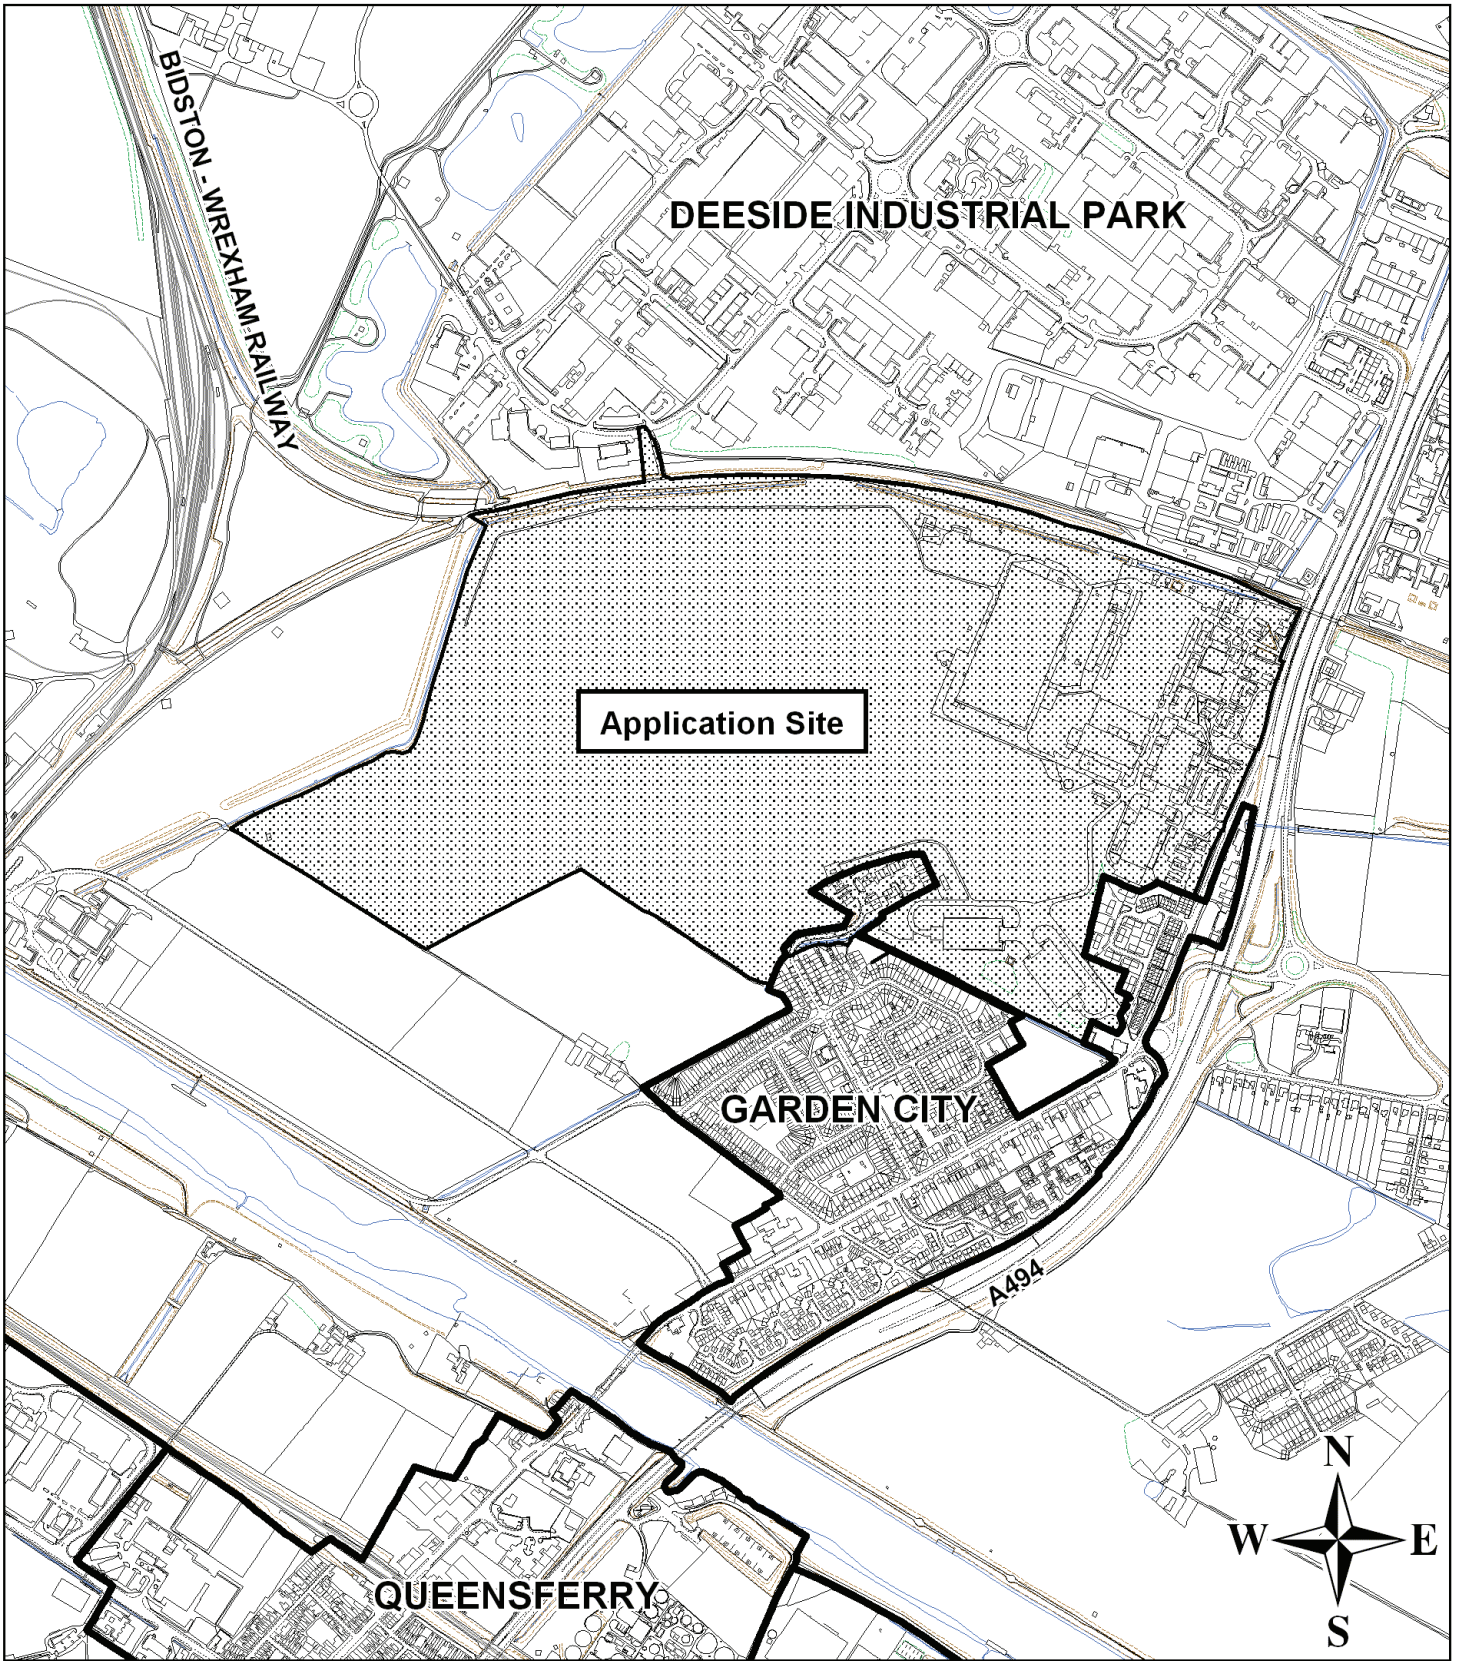 BIDSTON - WREXHAM RAILWAY
DEESIDE INDUSTRIAL PARK
Application Site
GARDEN CITY
A494
QUEENSFERRY
N
W E
S